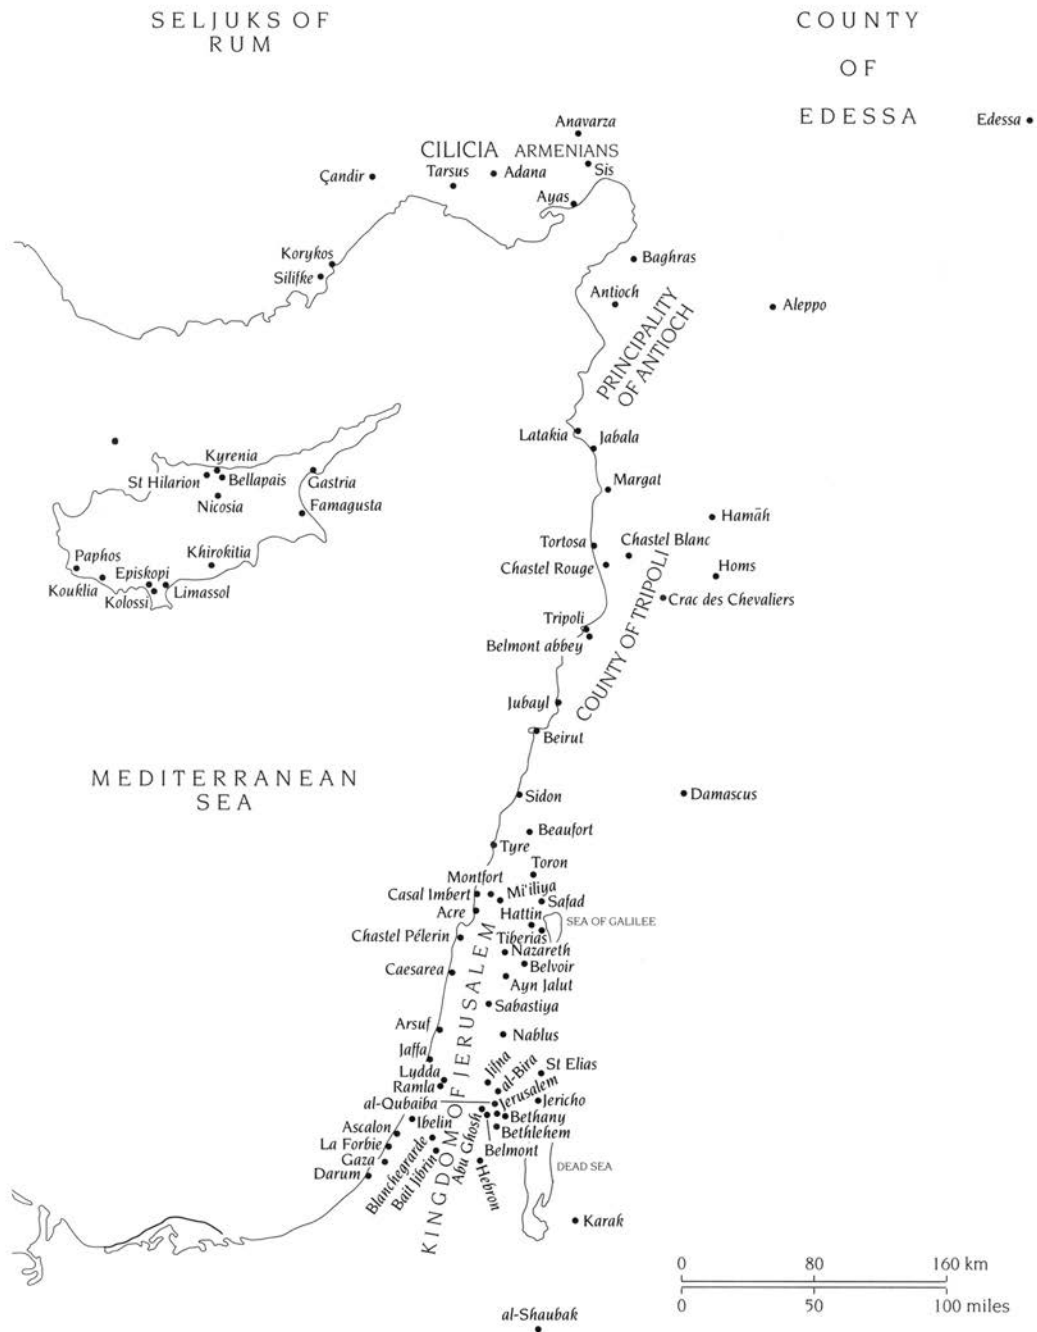 SELJUKS OF
RUM
COUNTY
OF
EDESSA
Edessa
Anavarza
CILICIA
ARMENIANS
Çandir
Tarsus
Adana
Sis
Ayas
Korykos
Silifke
Baghras
Antioch
Aleppo
PRINCIPALITY
OF ANTIOCH
Latakia
Jabala
Kyrenia
St Hilarion
Bellapais
Gastria
Nicosia
Famagusta
Margat
Hamāh
Tortosa
Chastel Blanc
Chastel Rouge
Homs
Paphos
Khirokitia
Episkopi
Kouklia
Kolossi
Limassol
Crac des Chevaliers
Tripoli
Belmont abbey
COUNTY OF TRIPOLI
Jubayl
Beirut
MEDITERRANEAN
SEA
Sidon
Damascus
Beaufort
Tyre
Toron
Montfort
Casal Imbert
Mi'iliya
Safad
Acre
Hattin
SEA OF GALILEE
Chastel Pélerin
Tiberias
Nazareth
Belvoir
Caesarea
Ayn Jalut
Sabastiya
KINGDOM OF JERUSALEM
Arsuf
Nablus
Jaffa
Lydda
Ramla
Jifna
al-Bira
St Elias
al-Qubaiba
Jerusalem
Jericho
Ibelin
Bethany
Ascalon
Bethlehem
La Forbie
Abu Ghosh
Belmont
Gaza
Blanchegrarde
Bait Jibrin
Darum
Hebron
DEAD SEA
Karak
0 80 160 km
0 50 100 miles
al-Shaubak